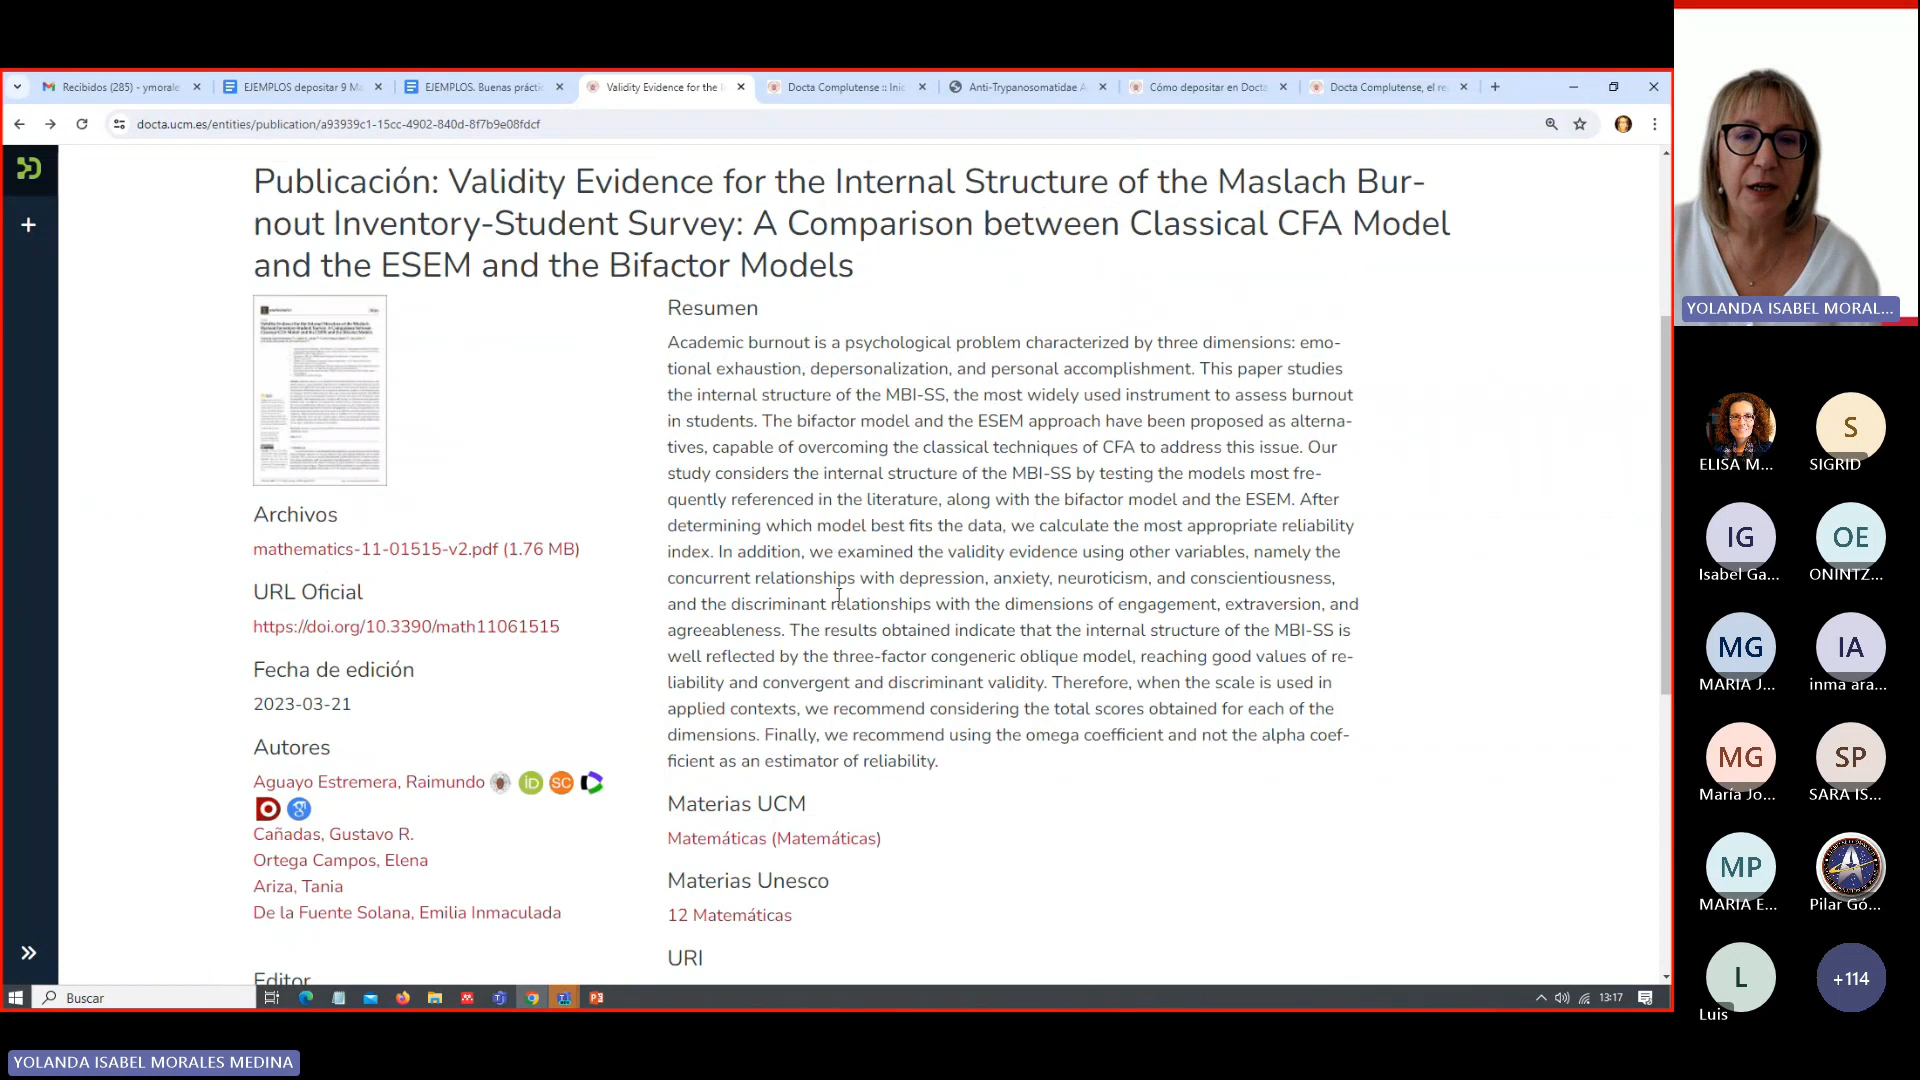 Recibidos (285) - ymorale
EJEMPLOS depositar 9 Ma
EJEMPLOS. Buenas práctic
Validity Evidence for the I
Docta Complutense :: Inic
Anti-Trypanosomatidae A
Cómo depositar en Docta
Docta Complutense, el re
docta.ucm.es/entities/publication/a93939c1-15cc-4902-840d-8f7b9e08fdcf
Publicación: Validity Evidence for the Internal Structure of the Maslach Bur-
nout Inventory-Student Survey: A Comparison between Classical CFA Model
and the ESEM and the Bifactor Models
Archivos
mathematics-11-01515-v2.pdf (1.76 MB)
URL Oficial
https://doi.org/10.3390/math11061515
Fecha de edición
2023-03-21
Autores
Aguayo Estremera, Raimundo
iD
SC
Cañadas, Gustavo R.
Ortega Campos, Elena
Ariza, Tania
De la Fuente Solana, Emilia Inmaculada
Editor
Resumen
Academic burnout is a psychological problem characterized by three dimensions: emo-
tional exhaustion, depersonalization, and personal accomplishment. This paper studies
the internal structure of the MBI-SS, the most widely used instrument to assess burnout
in students. The bifactor model and the ESEM approach have been proposed as alterna-
tives, capable of overcoming the classical techniques of CFA to address this issue. Our
study considers the internal structure of the MBI-SS by testing the models most fre-
quently referenced in the literature, along with the bifactor model and the ESEM. After
determining which model best fits the data, we calculate the most appropriate reliability
index. In addition, we examined the validity evidence using other variables, namely the
concurrent relationships with depression, anxiety, neuroticism, and conscientiousness,
and the discriminant relationships with the dimensions of engagement, extraversion, and
agreeableness. The results obtained indicate that the internal structure of the MBI-SS is
well reflected by the three-factor congeneric oblique model, reaching good values of re-
liability and convergent and discriminant validity. Therefore, when the scale is used in
applied contexts, we recommend considering the total scores obtained for each of the
dimensions. Finally, we recommend using the omega coefficient and not the alpha coef-
ficient as an estimator of reliability.
Materias UCM
Matemáticas (Matemáticas)
Materias Unesco
12 Matemáticas
URI
Buscar
13:17
YOLANDA ISABEL MORALES MEDINA
YOLANDA ISABEL MORAL...
ELISA M...
S
SIGRID
IG
Isabel Ga...
OE
ONINTZ...
MG
MARIA J...
IA
inma ara...
MG
María Jo...
SP
SARA IS...
MP
MARIA E...
Pilar Gó...
L
Luis
+114